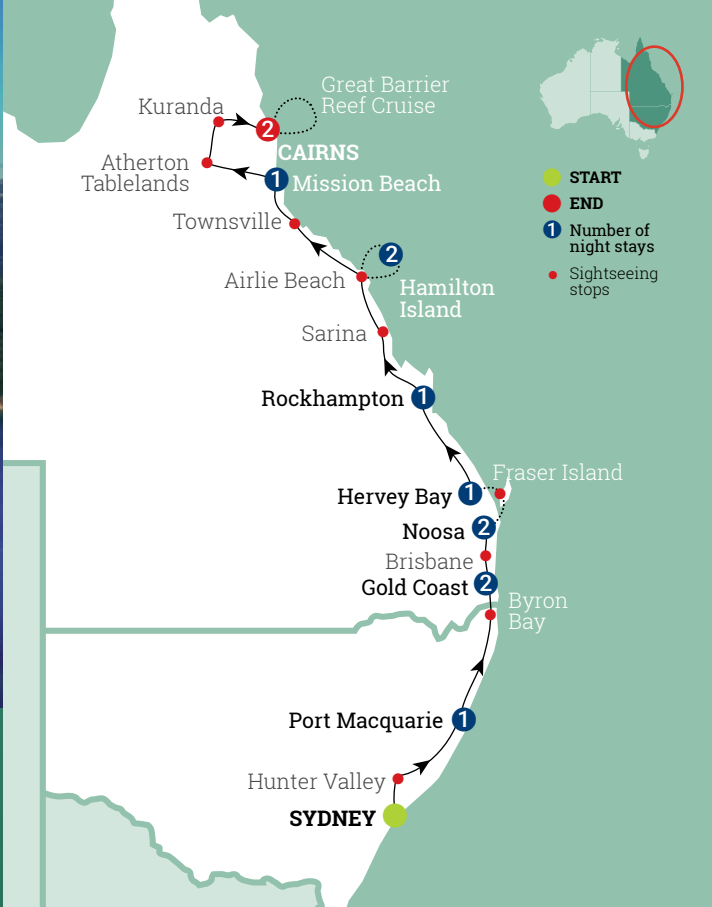 Great Barrier
Reef Cruise
Kuranda
2
CAIRNS
Atherton
Tablelands
1
Mission Beach
Townsville
2
Airlie Beach
Hamilton
Island
Sarina
Rockhampton
1
Fraser Island
Hervey Bay
1
Noosa
2
Brisbane
Gold Coast
2
Byron
Bay
Port Macquarie
1
Hunter Valley
SYDNEY
START
END
1 Number of
night stays
Sightseeing
stops